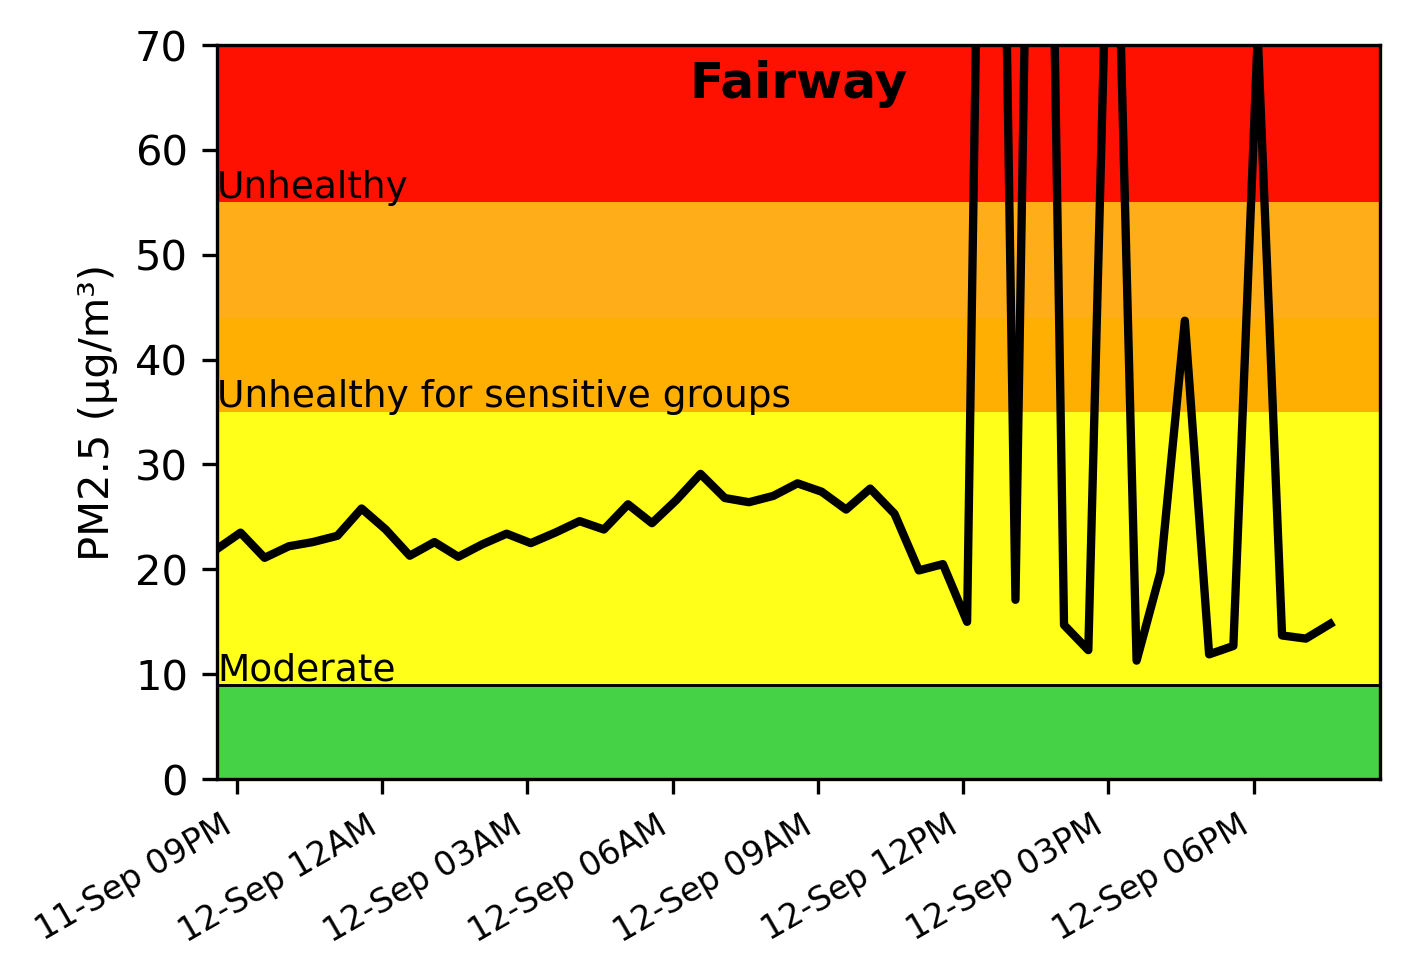 Fairway
70
60
50
40
30
20
10
0
PM2.5 (µg/m³)
Unhealthy
Unhealthy for sensitive groups
Moderate
11-Sep 09PM
12-Sep 12AM
12-Sep 03AM
12-Sep 06AM
12-Sep 09AM
12-Sep 12PM
12-Sep 03PM
12-Sep 06PM